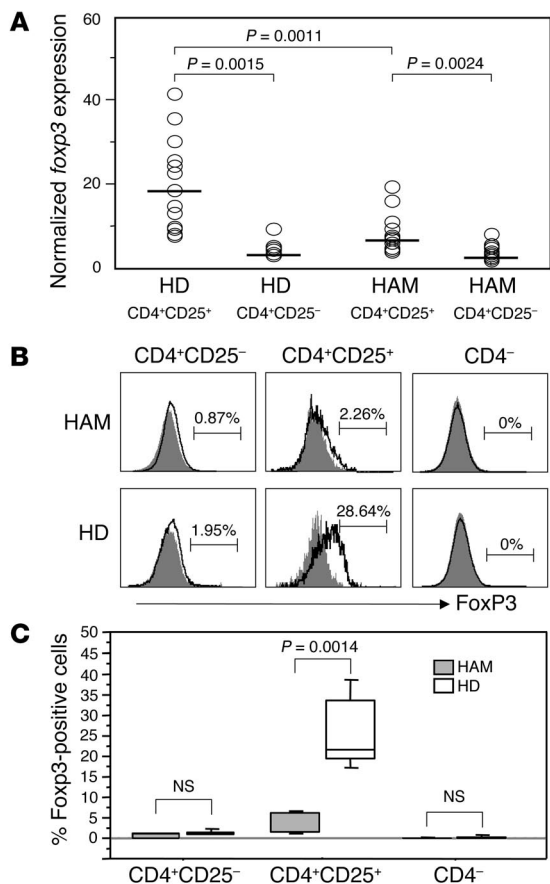 A
Normalized foxp3 expression
60
40
20
0
P = 0.0011
P = 0.0015
P = 0.0024
HD HD HAM HAM
CD4⁺CD25⁺ CD4⁺CD25⁻ CD4⁺CD25⁺ CD4⁺CD25⁻
B
CD4⁺CD25⁻ CD4⁺CD25⁺ CD4⁻
HAM
0.87% 2.26% 0%
HD
1.95% 28.64% 0%
FoxP3
C
% Foxp3-positive cells
50
45
40
35
30
25
20
15
10
5
0
P = 0.0014
HAM
HD
NS
NS
CD4⁺CD25⁻ CD4⁺CD25⁺ CD4⁻